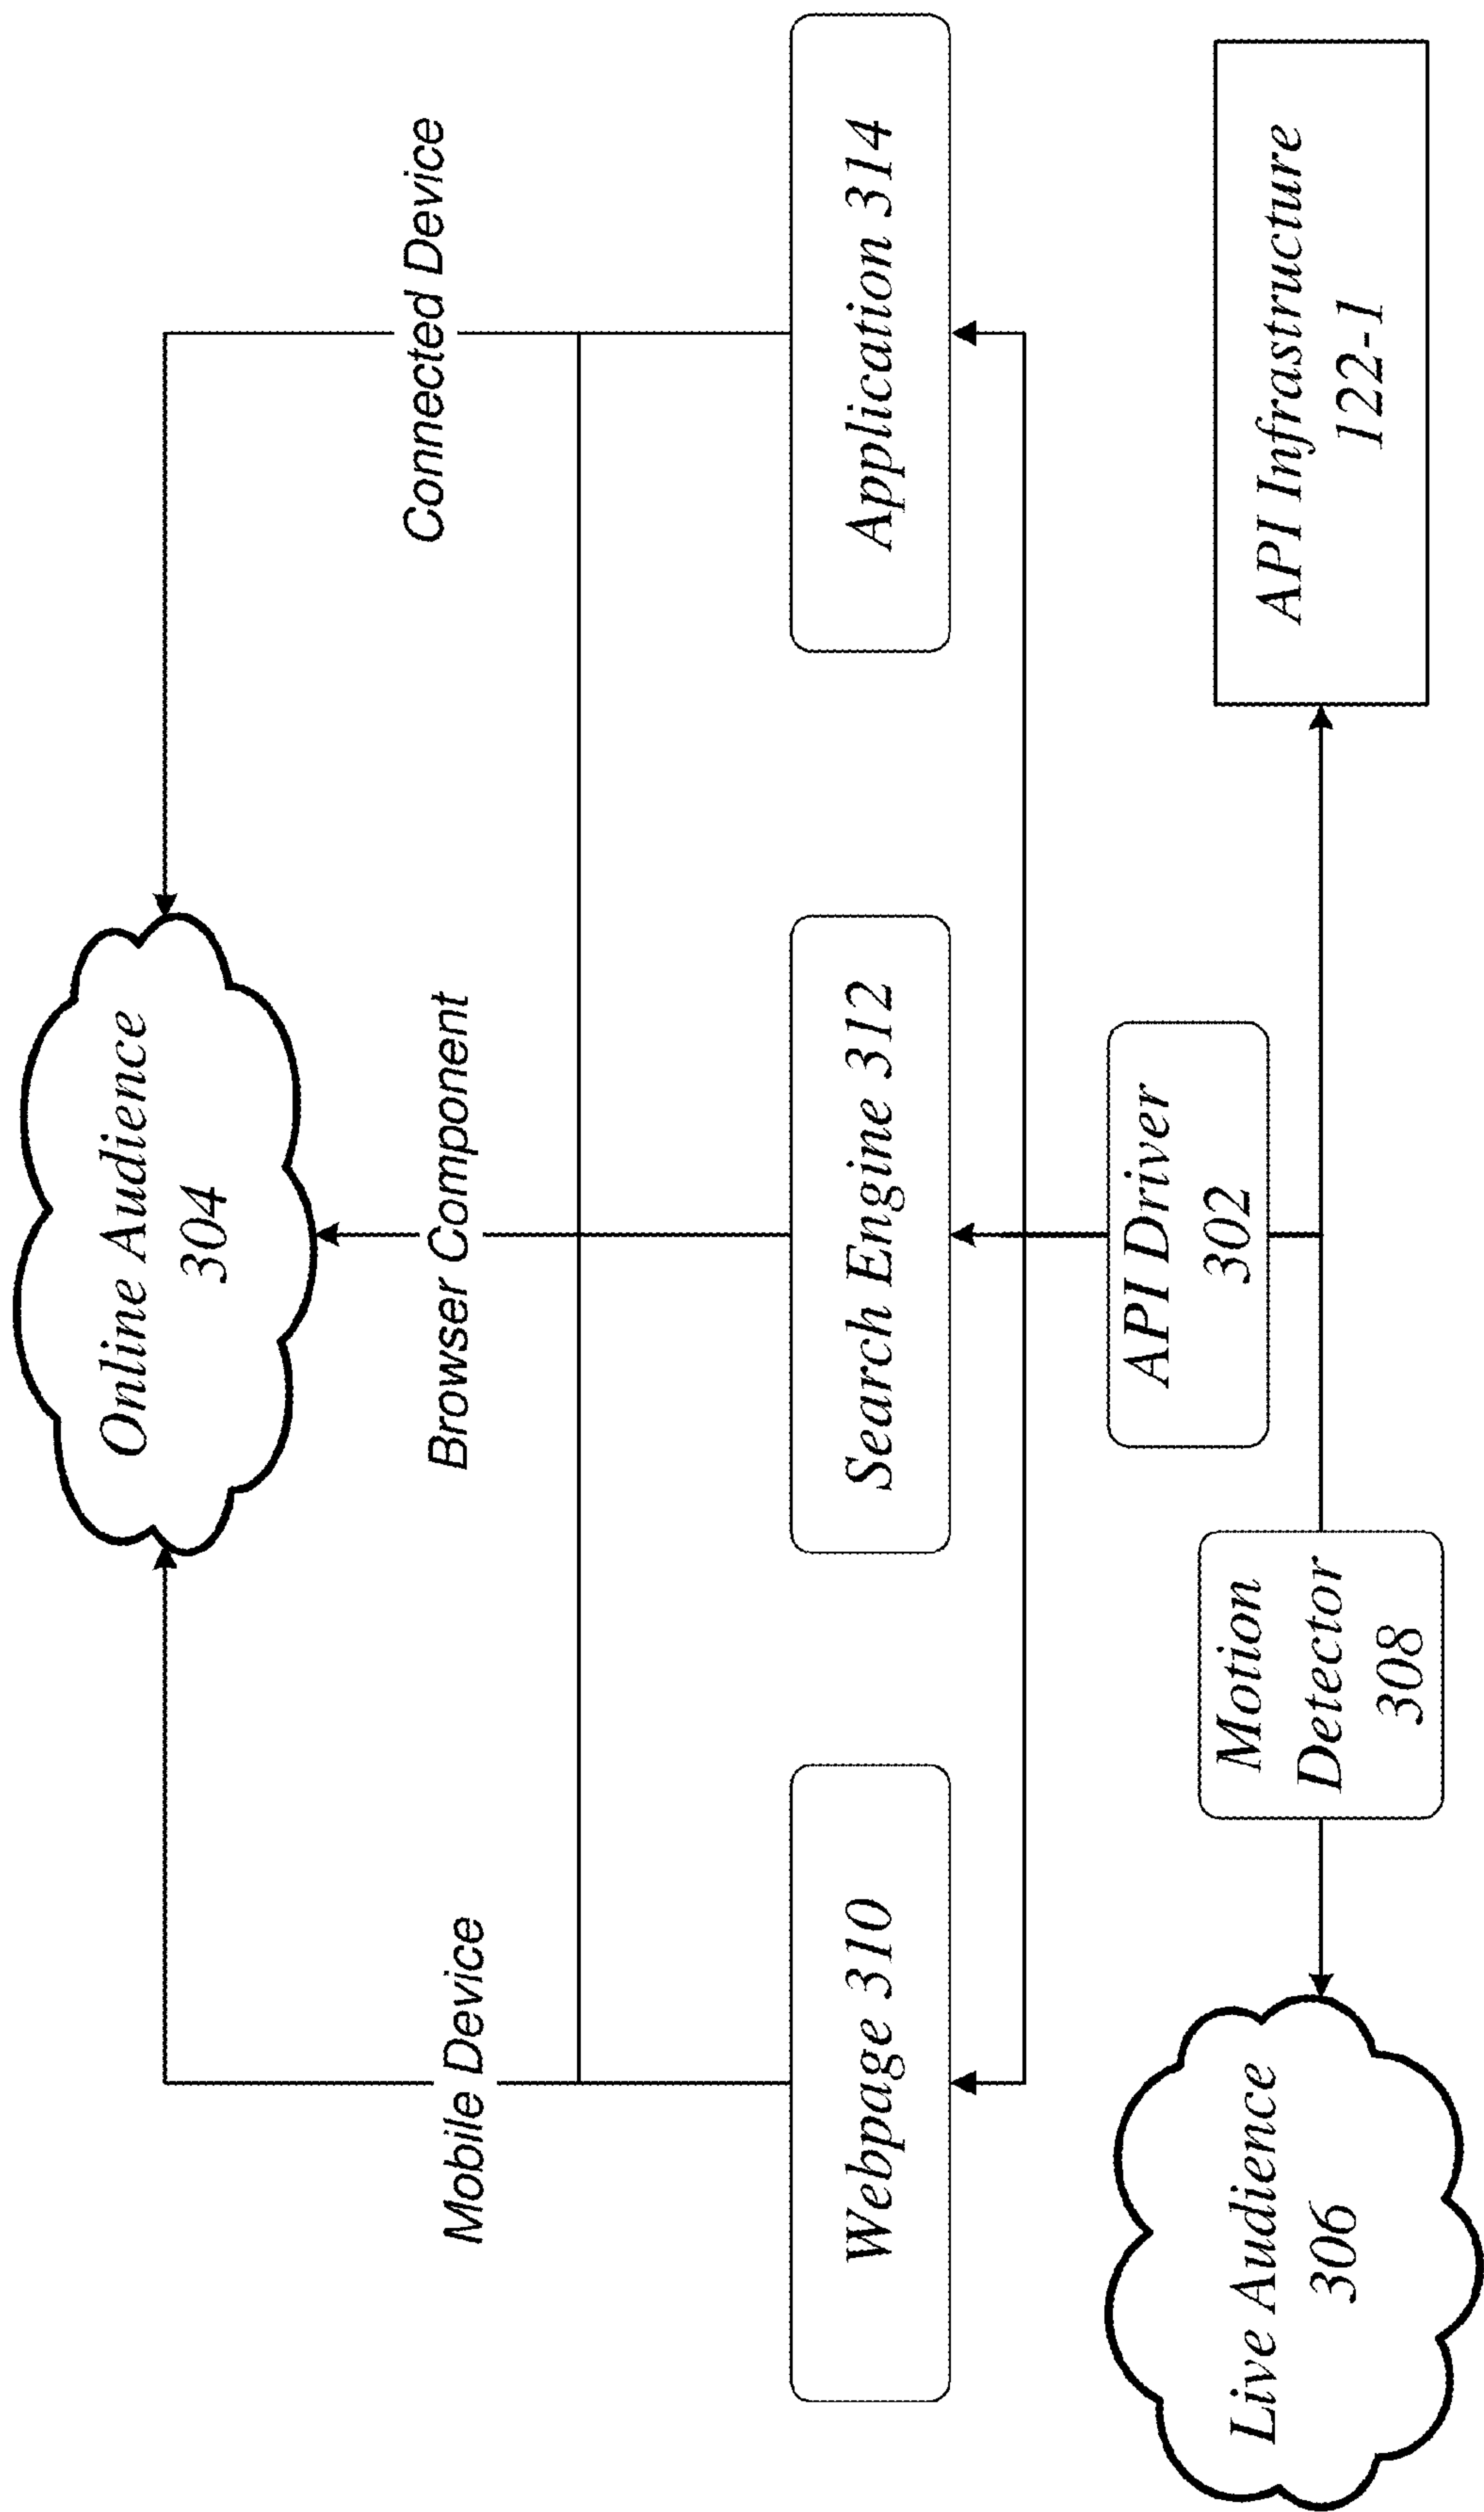 Online Audience
304
Mobile Device
Browser Component
Connected Device
Webpage 310
Search Engine 312
Application 314
API Driver
302
Live Audience
306
Motion
Detector
308
API Infrastructure
122-1